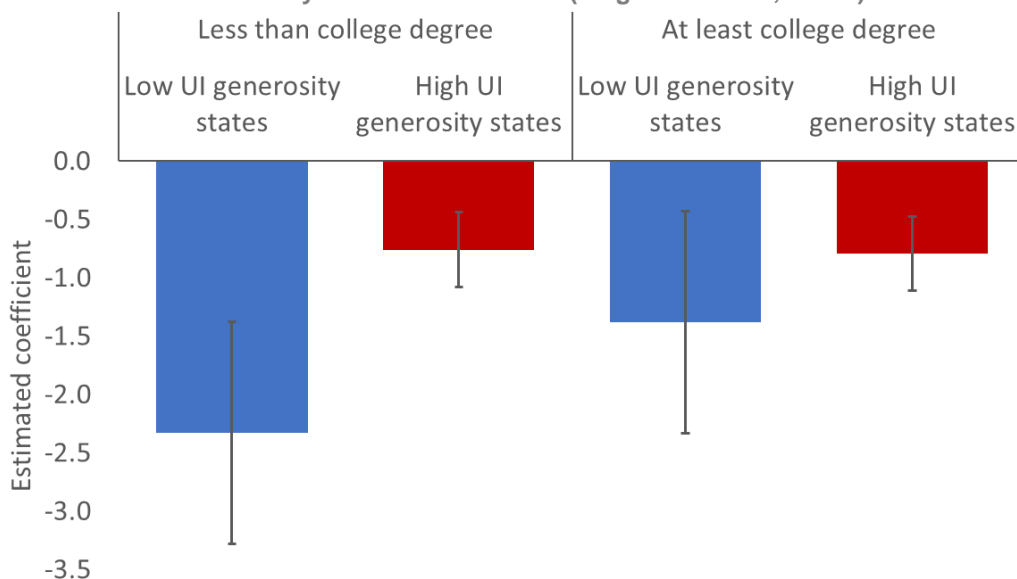 Less than college degree
At least college degree
Low UI generosity
states
High UI
generosity states
Low UI generosity
states
High UI
generosity states
Estimated coefficient
0.0
-0.5
-1.0
-1.5
-2.0
-2.5
-3.0
-3.5